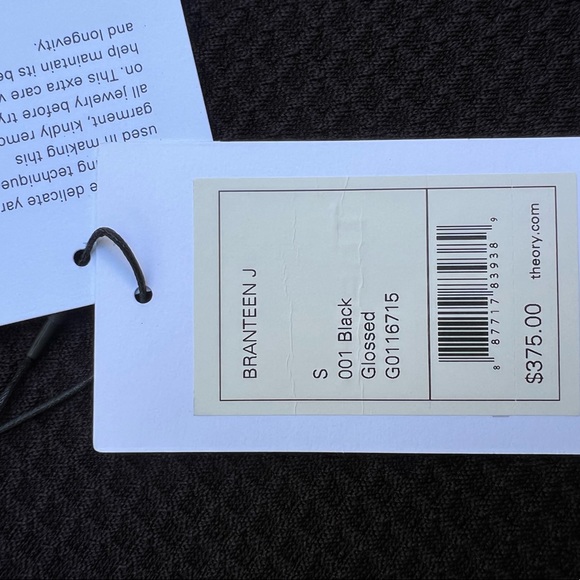 BRANTEEN J
S
001 Black
Glossed
G0116715
8 87717 83938 9
$375.00 theory.com
delicate yar
ng technique
used in making this
garment, kindly remo
all jewelry before try
on. This extra care w
help maintain its be
and longevity.